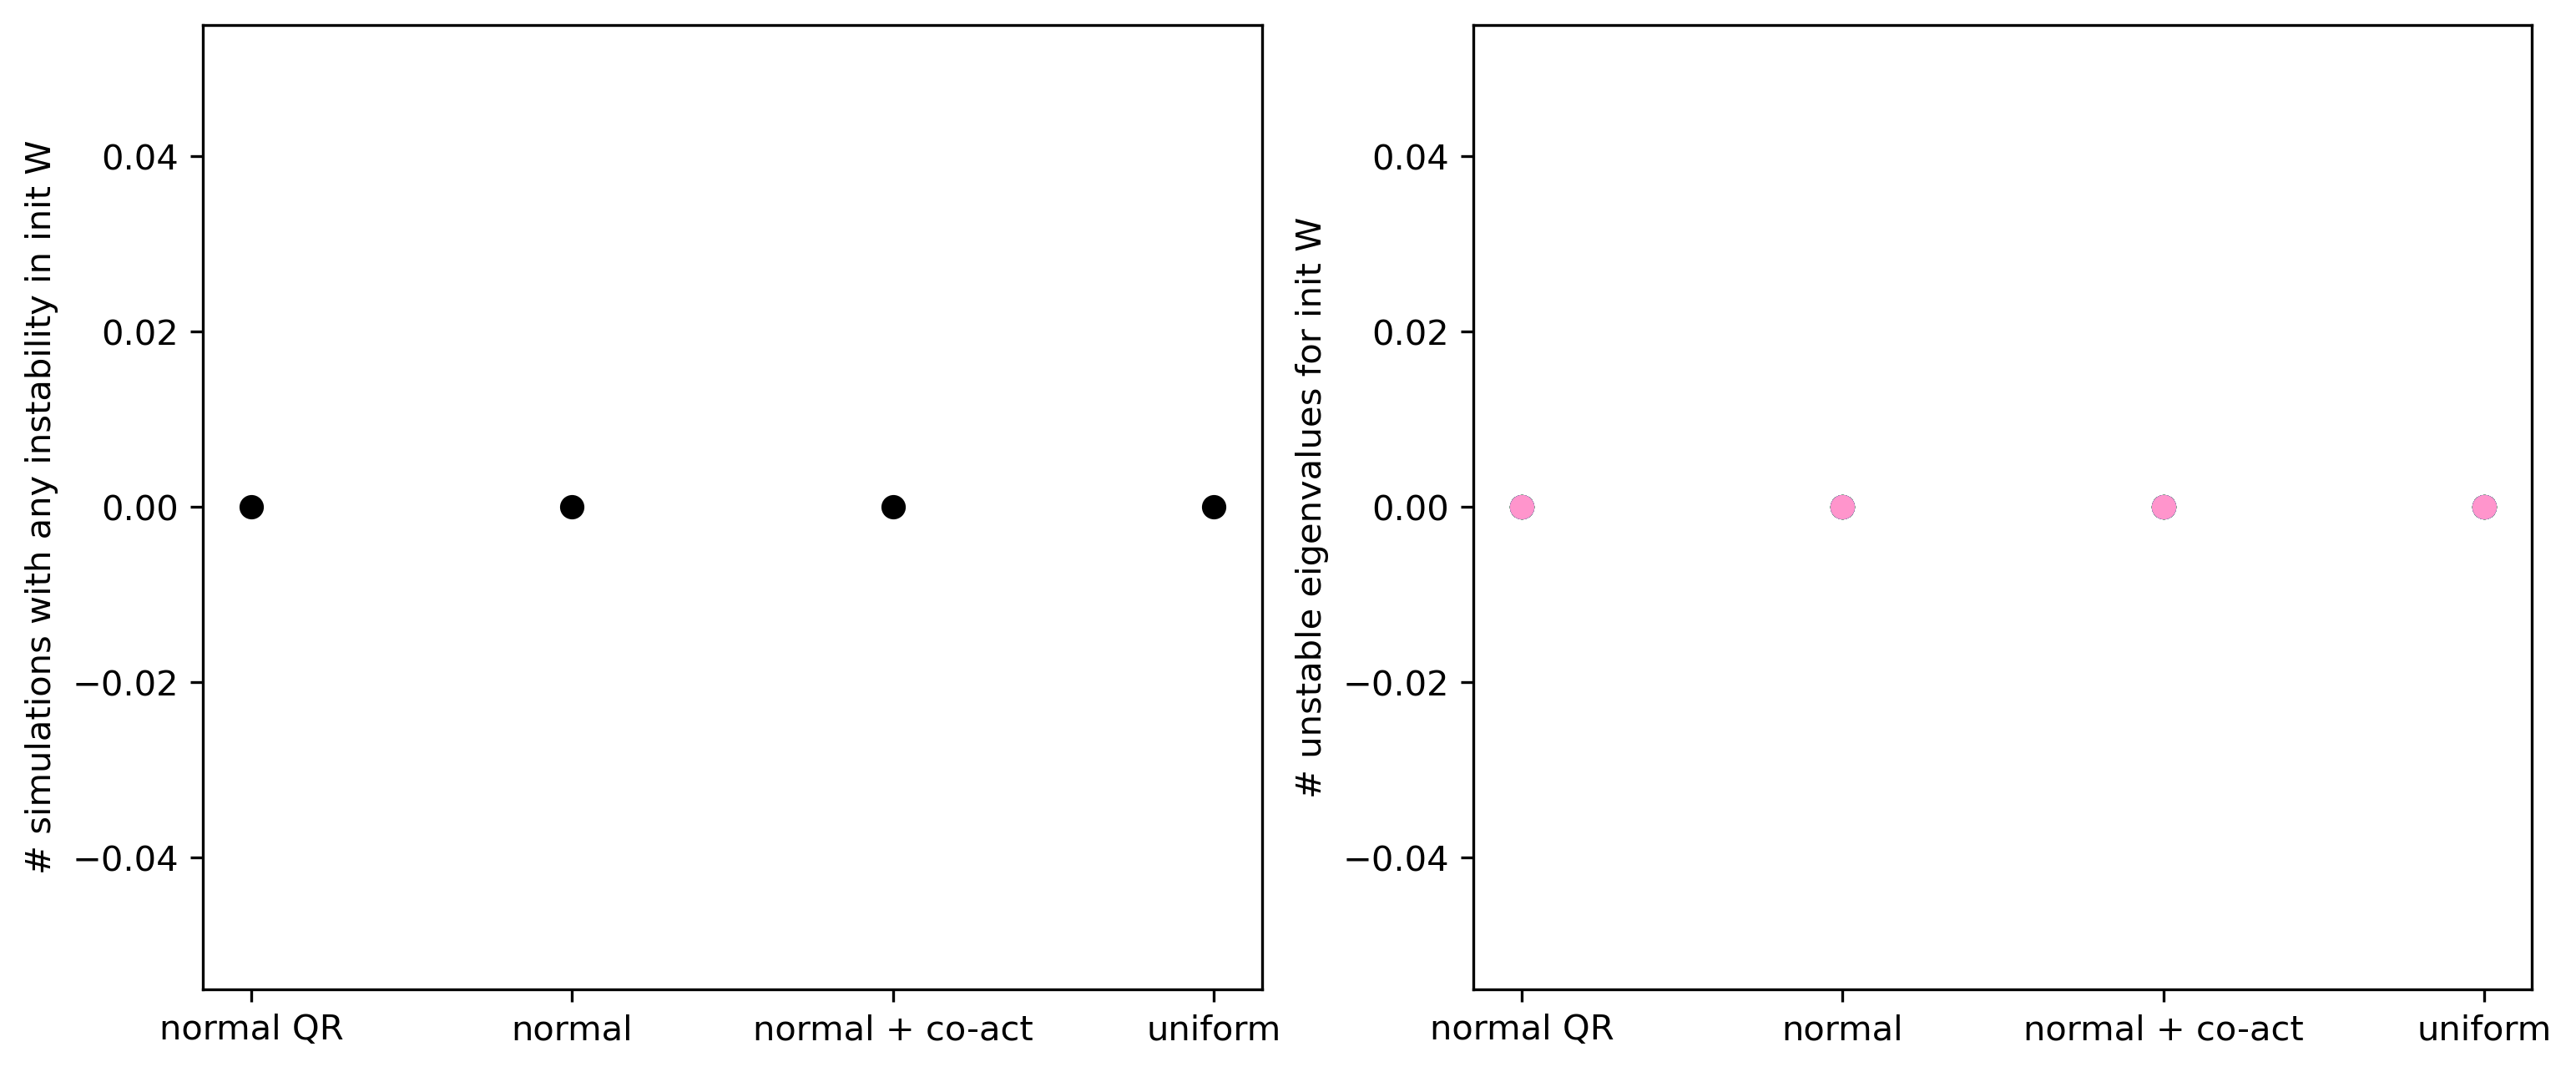 # simulations with any instability in init W
0.04
0.02
0.00
−0.02
−0.04
normal QR
normal
normal + co-act
uniform
# unstable eigenvalues for init W
0.04
0.02
0.00
−0.02
−0.04
normal QR
normal
normal + co-act
uniform